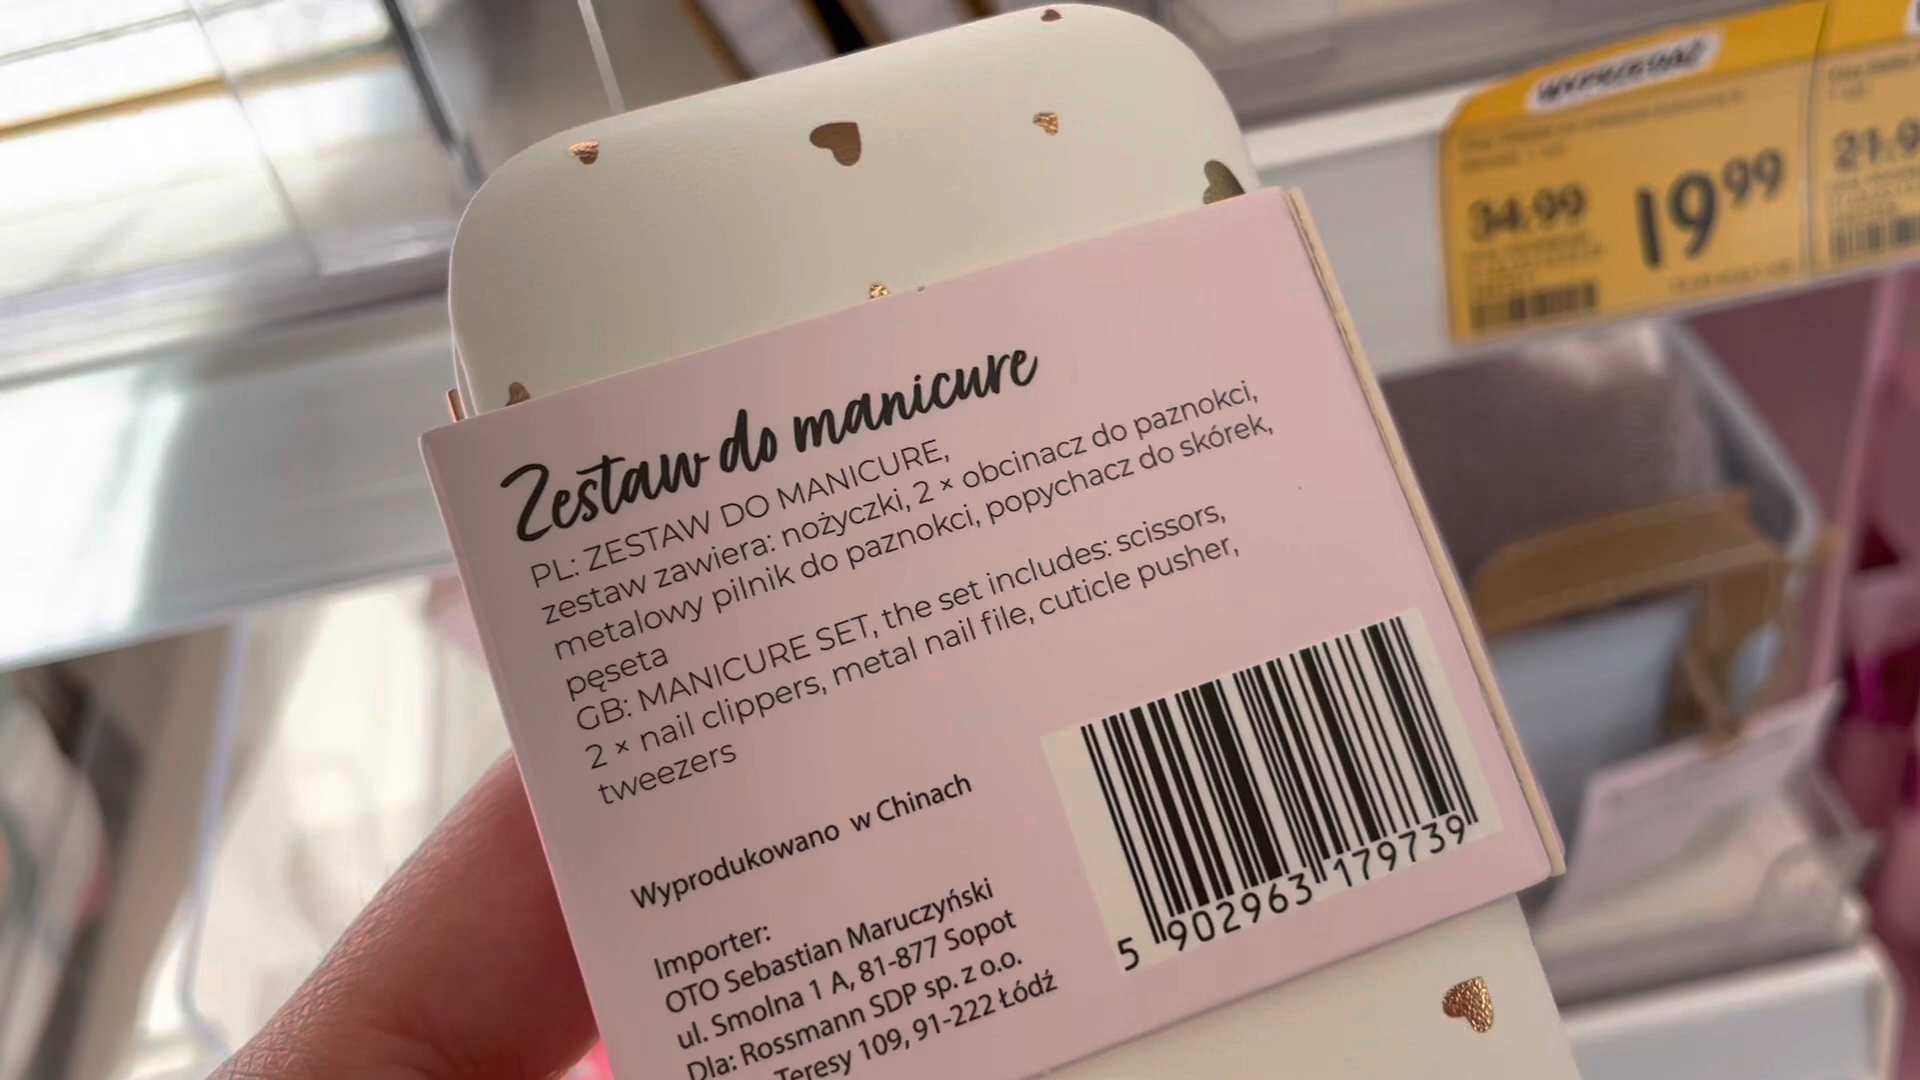 Zestaw do manicure
PL: ZESTAW DO MANICURE,
zestaw zawiera: nożyczki, 2 × obcinacz do paznokci,
metalowy pilnik do paznokci, popychacz do skórek,
pęseta
GB: MANICURE SET, the set includes: scissors,
2 × nail clippers, metal nail file, cuticle pusher,
tweezers
Wyprodukowano w Chinach
Importer:
OTO Sebastian Maruczyński
ul. Smolna 1 A, 81-877 Sopot
Dla: Rossmann SDP sp. z o.o.
Teresy 109, 91-222 Łódź
5 902963 179739
WYPRZEDAŻ
34,99
19 99
21,9